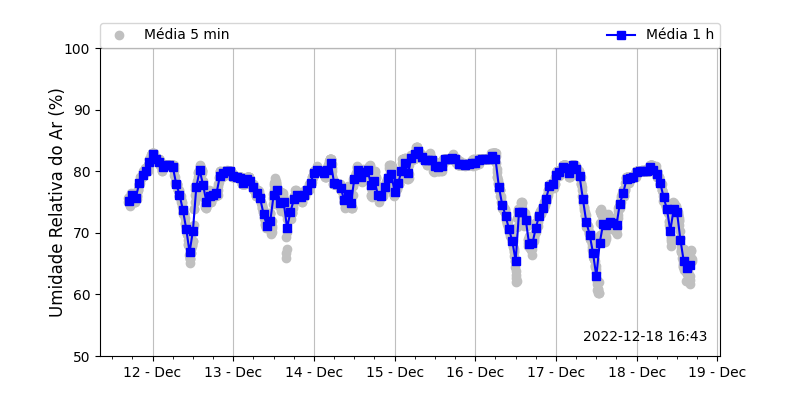 Média 5 min
Média 1 h
Umidade Relativa do Ar (%)
100
90
80
70
60
50
2022-12-18 16:43
12 - Dec
13 - Dec
14 - Dec
15 - Dec
16 - Dec
17 - Dec
18 - Dec
19 - Dec